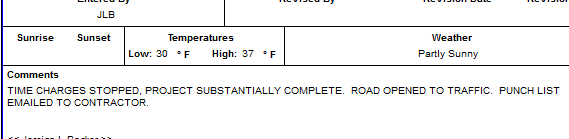 Entered By Revised By Revision Date Revision
JLB
Sunrise Sunset Temperatures Weather
Low: 30 ° F High: 37 ° F Partly Sunny
Comments
TIME CHARGES STOPPED, PROJECT SUBSTANTIALLY COMPLETE. ROAD OPENED TO TRAFFIC. PUNCH LIST
EMAILED TO CONTRACTOR.